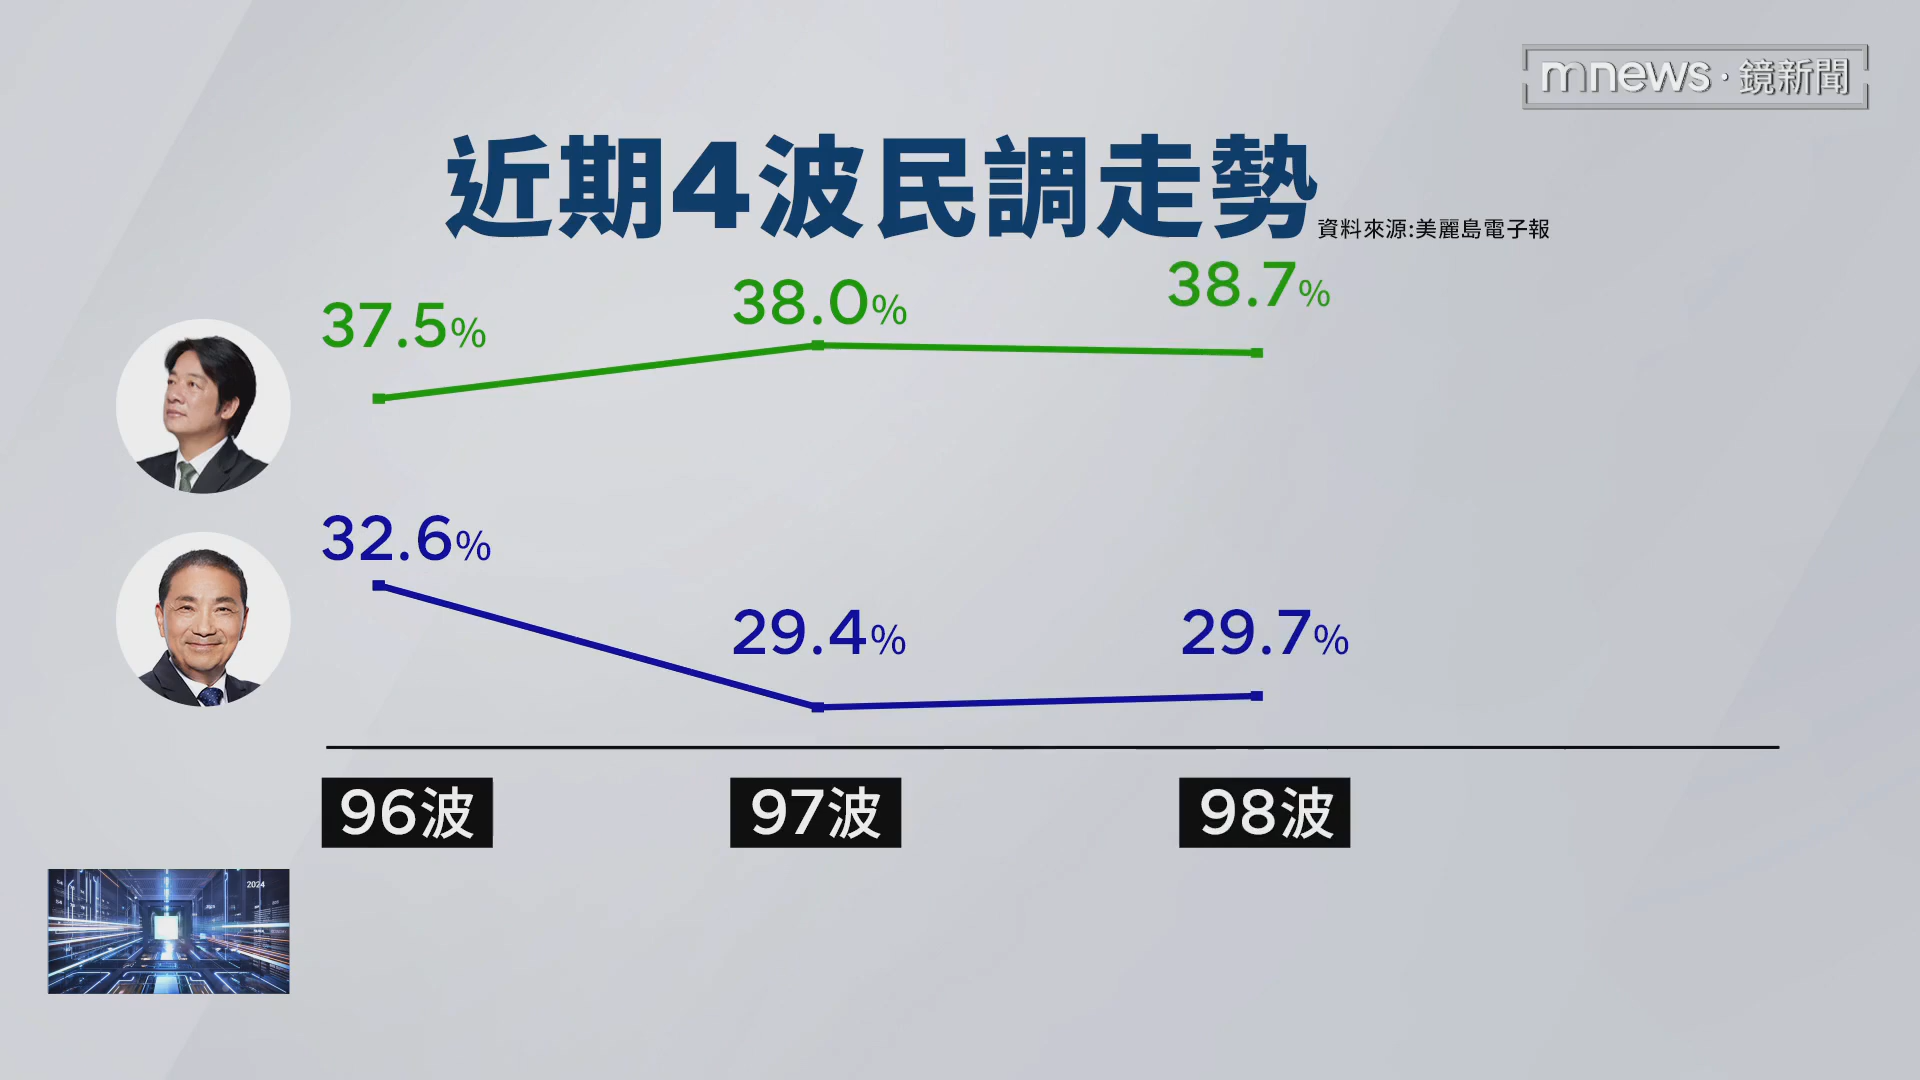 mnews·鏡新聞
近期4波民調走勢
資料來源:美麗島電子報
37.5%
38.0%
38.7%
32.6%
29.4%
29.7%
96波
97波
98波
2024